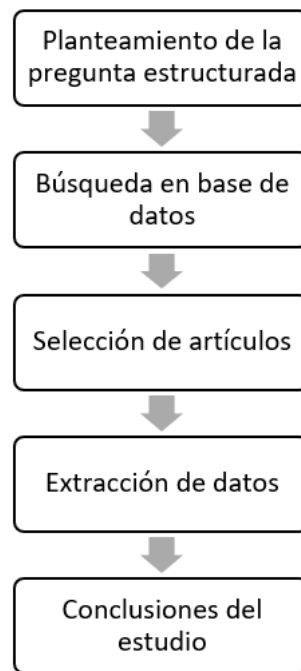 Planteamiento de la
pregunta estructurada
Búsqueda en base de
datos
Selección de artículos
Extracción de datos
Conclusiones del
estudio